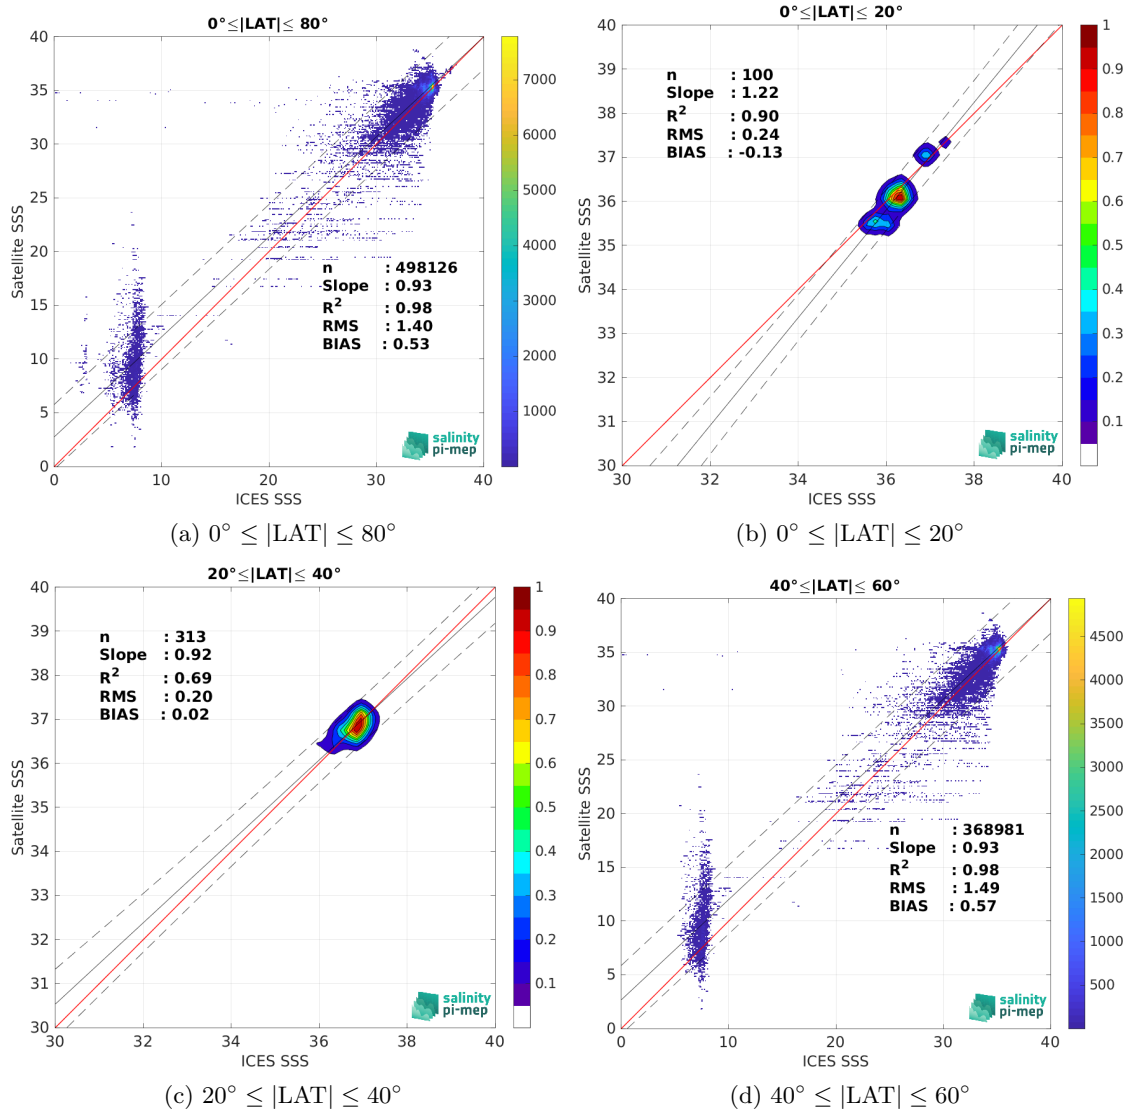 0°≤|LAT|≤ 80°
40
35
30
25
20
15
10
5
0
Satellite SSS
n : 498126
Slope : 0.93
R² : 0.98
RMS : 1.40
BIAS : 0.53
salinity
pi-mep
0 10 20 30 40
ICES SSS
7000
6000
5000
4000
3000
2000
1000
(a) 0° ≤ |LAT| ≤ 80°
0°≤|LAT|≤ 20°
40
39
38
37
36
35
34
33
32
31
30
Satellite SSS
n : 100
Slope : 1.22
R² : 0.90
RMS : 0.24
BIAS : -0.13
salinity
pi-mep
30 32 34 36 38 40
ICES SSS
1
0.9
0.8
0.7
0.6
0.5
0.4
0.3
0.2
0.1
(b) 0° ≤ |LAT| ≤ 20°
20°≤|LAT|≤ 40°
40
39
38
37
36
35
34
33
32
31
30
Satellite SSS
n : 313
Slope : 0.92
R² : 0.69
RMS : 0.20
BIAS : 0.02
salinity
pi-mep
30 32 34 36 38 40
ICES SSS
1
0.9
0.8
0.7
0.6
0.5
0.4
0.3
0.2
0.1
(c) 20° ≤ |LAT| ≤ 40°
40°≤|LAT|≤ 60°
40
35
30
25
20
15
10
5
0
Satellite SSS
n : 368981
Slope : 0.93
R² : 0.98
RMS : 1.49
BIAS : 0.57
salinity
pi-mep
0 10 20 30 40
ICES SSS
4500
4000
3500
3000
2500
2000
1500
1000
500
(d) 40° ≤ |LAT| ≤ 60°